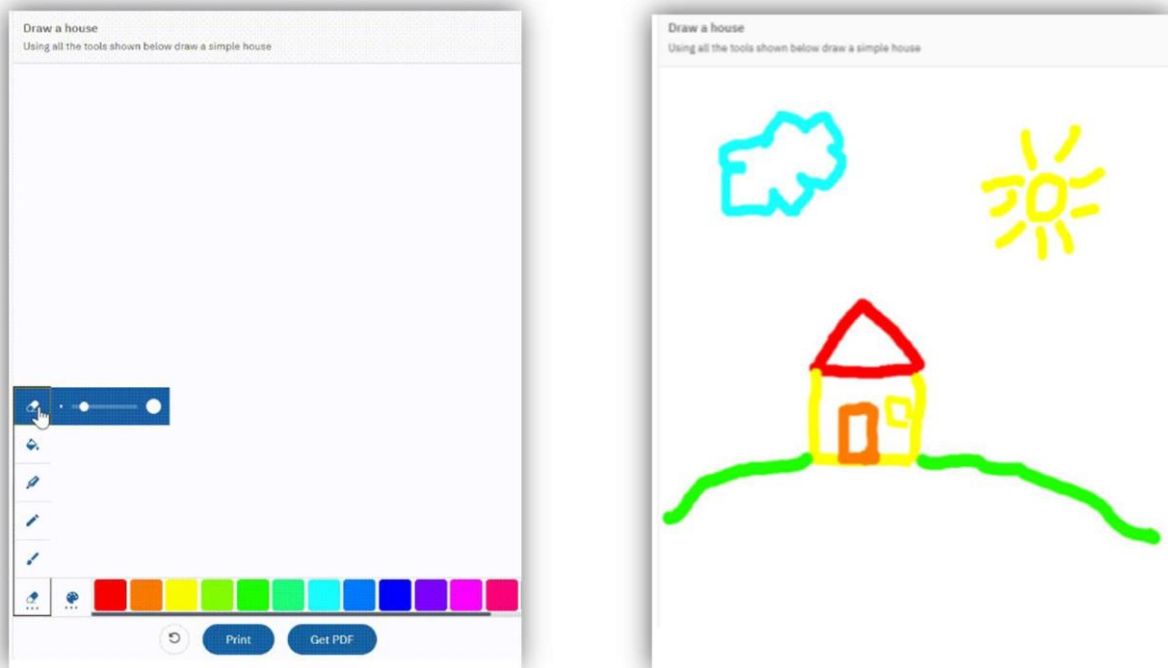 Draw a house
Using all the tools shown below draw a simple house
Print
Get PDF
Draw a house
Using all the tools shown below draw a simple house